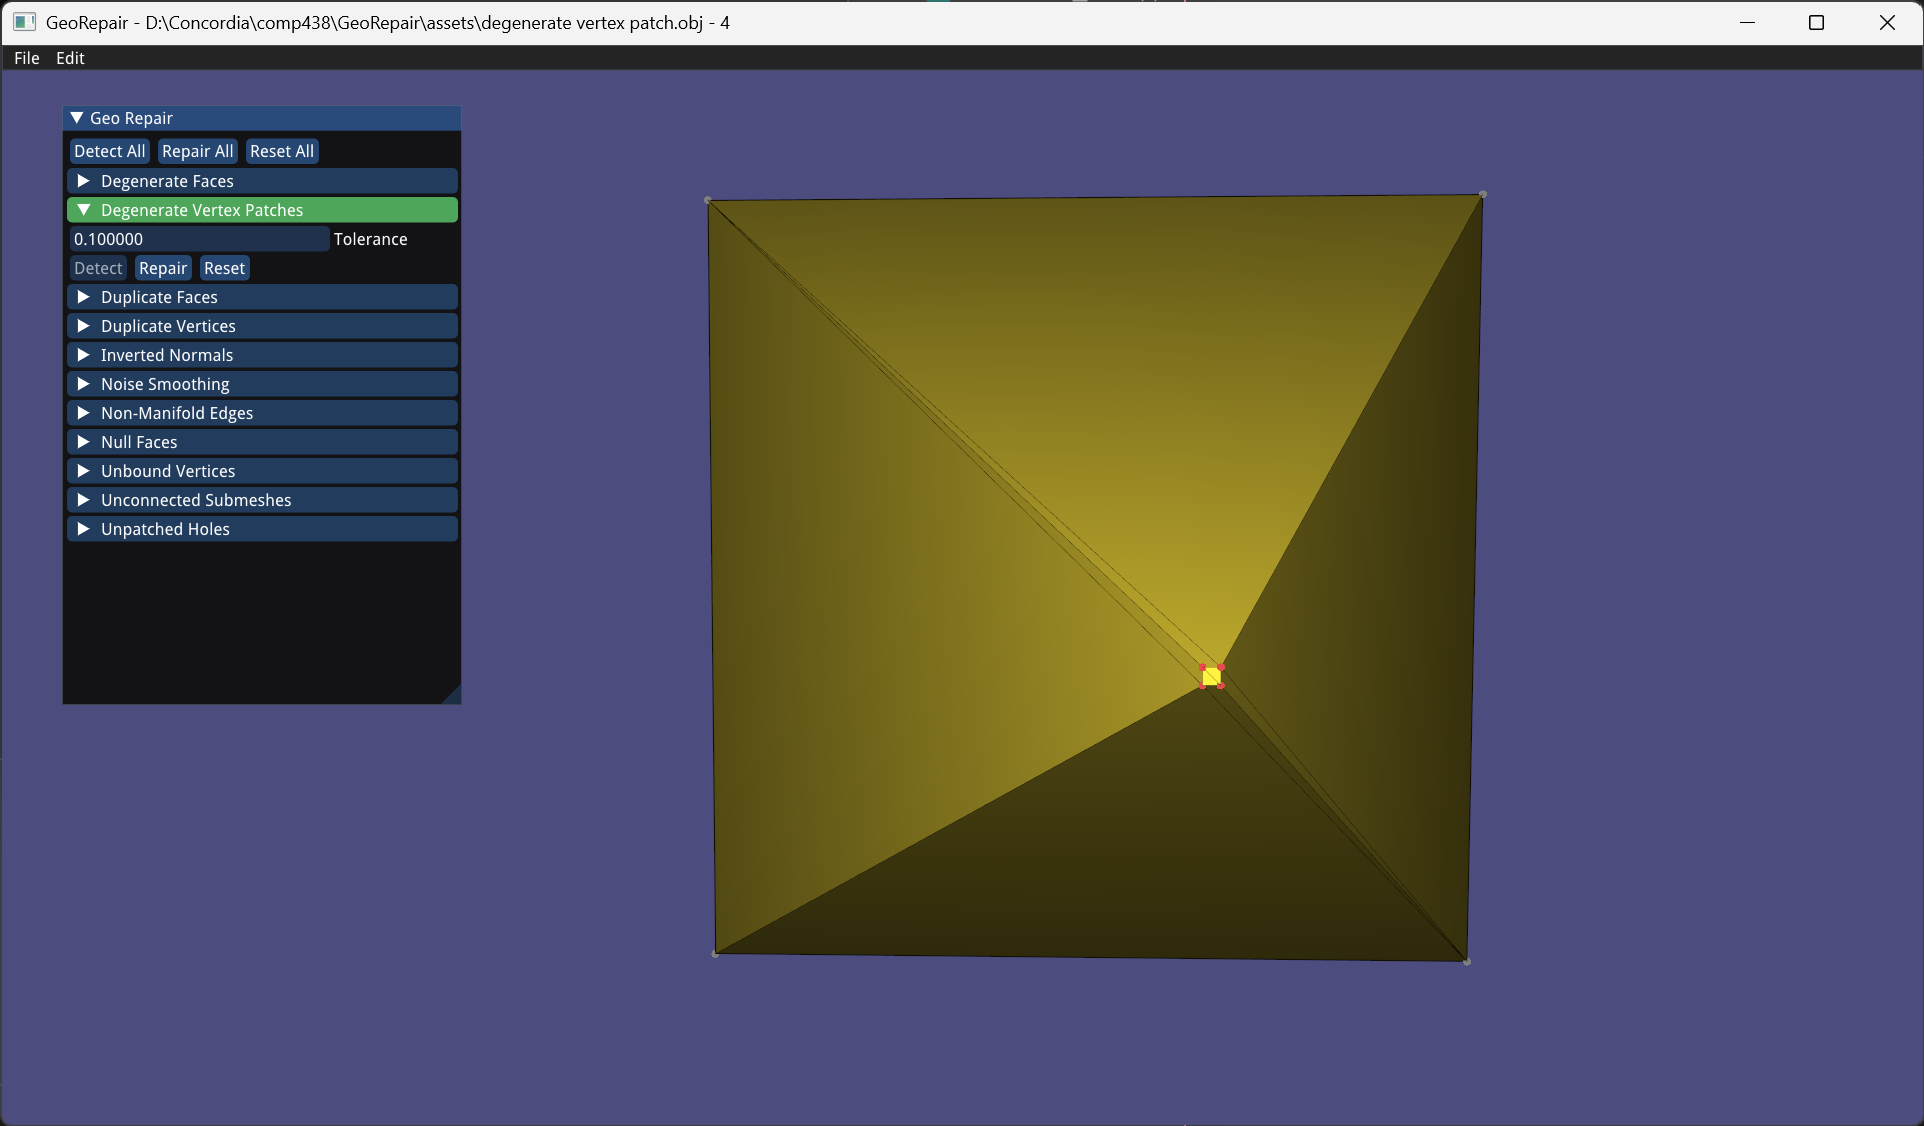 GeoRepair - D:\Concordia\comp438\GeoRepair\assets\degenerate vertex patch.obj - 4
File Edit
Geo Repair
Detect All Repair All Reset All
Degenerate Faces
Degenerate Vertex Patches
0.100000 Tolerance
Detect Repair Reset
Duplicate Faces
Duplicate Vertices
Inverted Normals
Noise Smoothing
Non-Manifold Edges
Null Faces
Unbound Vertices
Unconnected Submeshes
Unpatched Holes